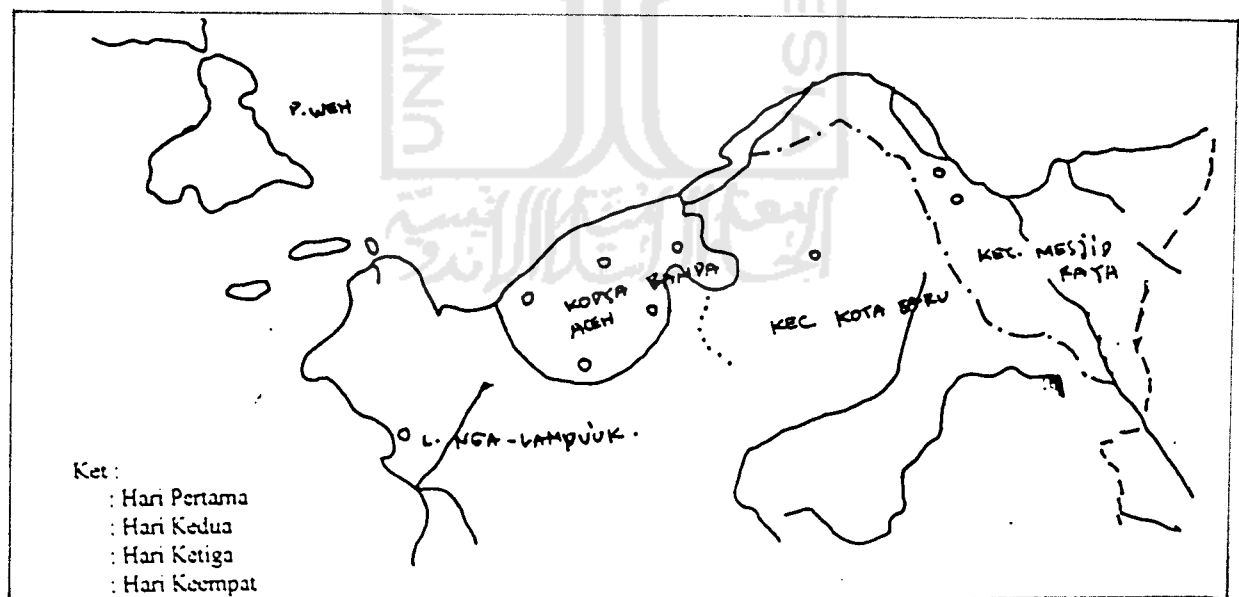 P. WEH
KODYA BANDA
ACEH
KEC. MESJID
RAYA
KEC KOTA BARU
L. NGA-LAMPUUK.
Ket :
: Hari Pertama
: Hari Kedua
: Hari Ketiga
: Hari Keempat